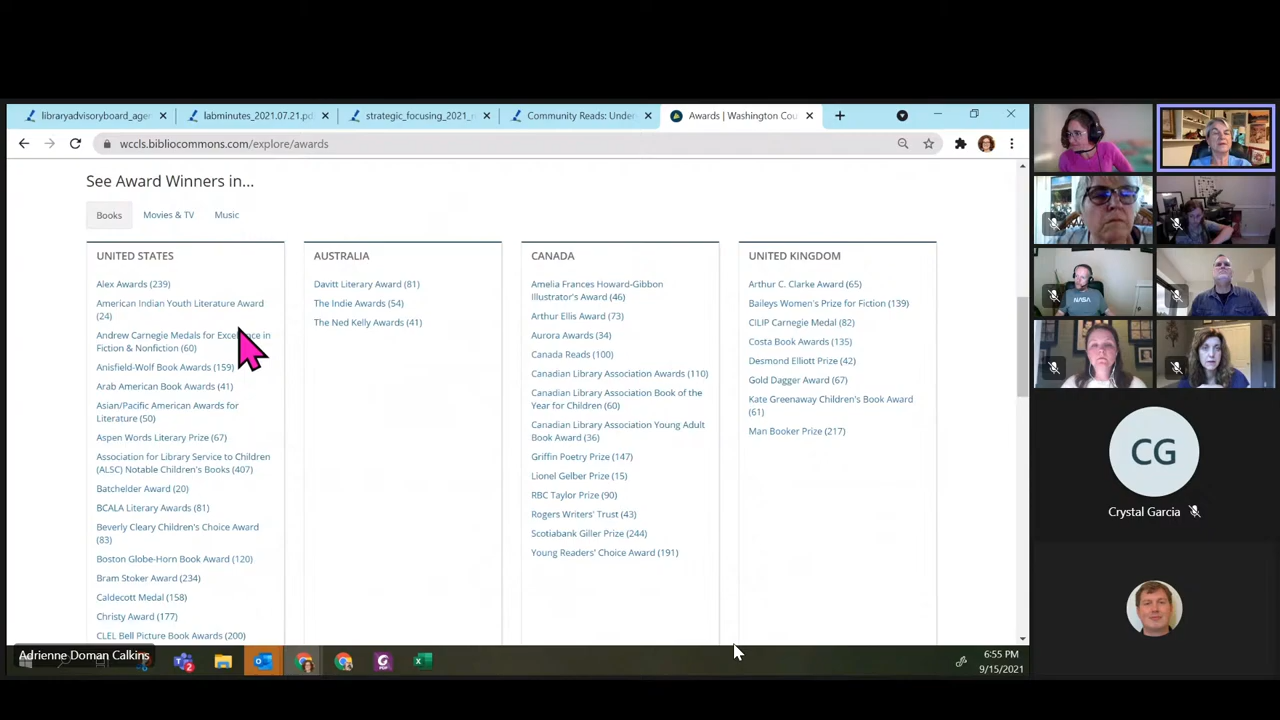 libraryadvisoryboard_age
labminutes_2021.07.21.pd
strategic_focusing_2021_
Community Reads: Under
Awards | Washington Cou
wccls.bibliocommons.com/explore/awards
See Award Winners in...
Books
Movies & TV
Music
UNITED STATES
Alex Awards (239)
American Indian Youth Literature Award
(24)
Andrew Carnegie Medals for Excellence in
Fiction & Nonfiction (60)
Anisfield-Wolf Book Awards (159)
Arab American Book Awards (41)
Asian/Pacific American Awards for
Literature (50)
Aspen Words Literary Prize (67)
Association for Library Service to Children
(ALSC) Notable Children's Books (407)
Batchelder Award (20)
BCALA Literary Awards (81)
Beverly Cleary Children's Choice Award
(83)
Boston Globe-Horn Book Award (120)
Bram Stoker Award (234)
Caldecott Medal (158)
Christy Award (177)
CLEL Bell Picture Book Awards (200)
AUSTRALIA
Davitt Literary Award (81)
The Indie Awards (54)
The Ned Kelly Awards (41)
CANADA
Amelia Frances Howard-Gibbon
Illustrator's Award (46)
Arthur Ellis Award (73)
Aurora Awards (34)
Canada Reads (100)
Canadian Library Association Awards (110)
Canadian Library Association Book of the
Year for Children (60)
Canadian Library Association Young Adult
Book Award (36)
Griffin Poetry Prize (147)
Lionel Gelber Prize (15)
RBC Taylor Prize (90)
Rogers Writers' Trust (43)
Scotiabank Giller Prize (244)
Young Readers' Choice Award (191)
UNITED KINGDOM
Arthur C. Clarke Award (65)
Baileys Women's Prize for Fiction (139)
CILIP Carnegie Medal (82)
Costa Book Awards (135)
Desmond Elliott Prize (42)
Gold Dagger Award (67)
Kate Greenaway Children's Book Award
(61)
Man Booker Prize (217)
NASA
CG
Crystal Garcia
Adrienne Doman Calkins
6:55 PM
9/15/2021